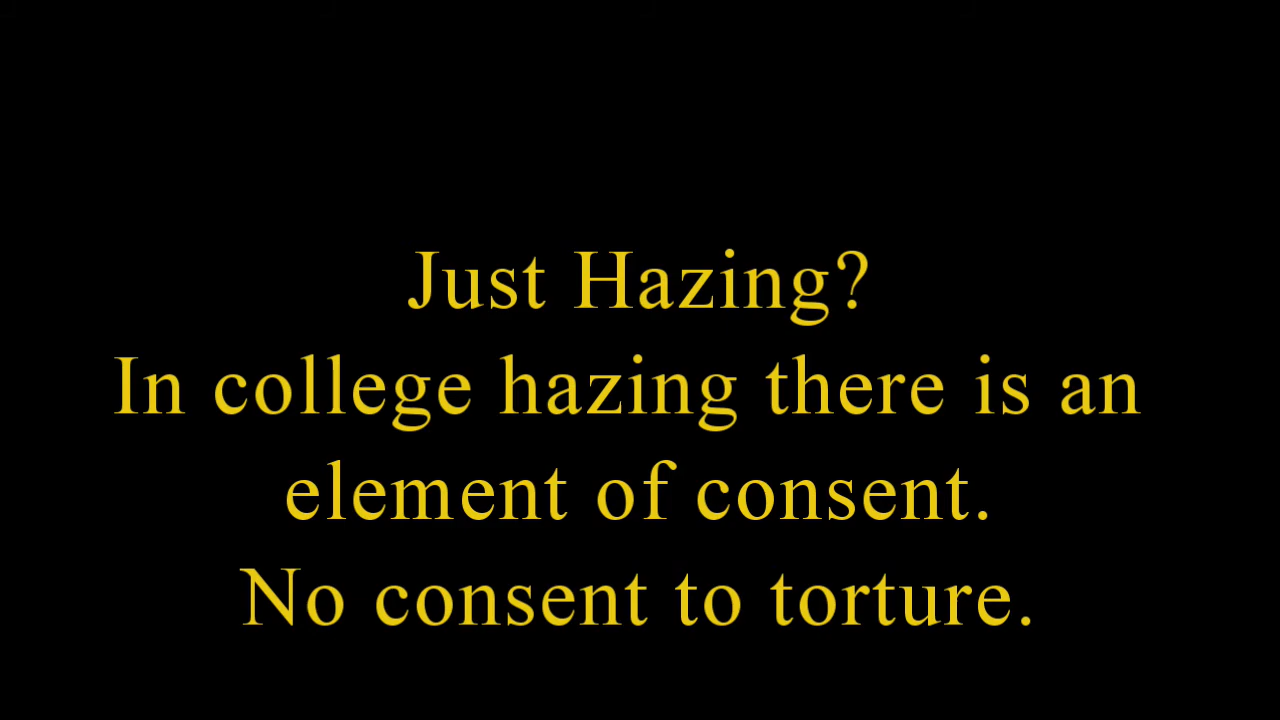 Just Hazing?
In college hazing there is an
element of consent.
No consent to torture.